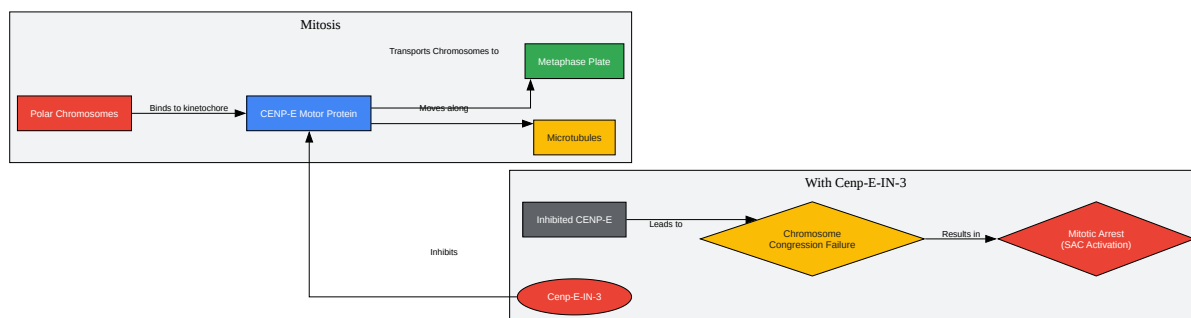 Mitosis
Transports Chromosomes to
Metaphase Plate
Polar Chromosomes
Binds to kinetochore
CENP-E Motor Protein
Moves along
Microtubules
With Cenp-E-IN-3
Inhibited CENP-E
Leads to
Chromosome
Congression Failure
Results in
Mitotic Arrest
(SAC Activation)
Inhibits
Cenp-E-IN-3